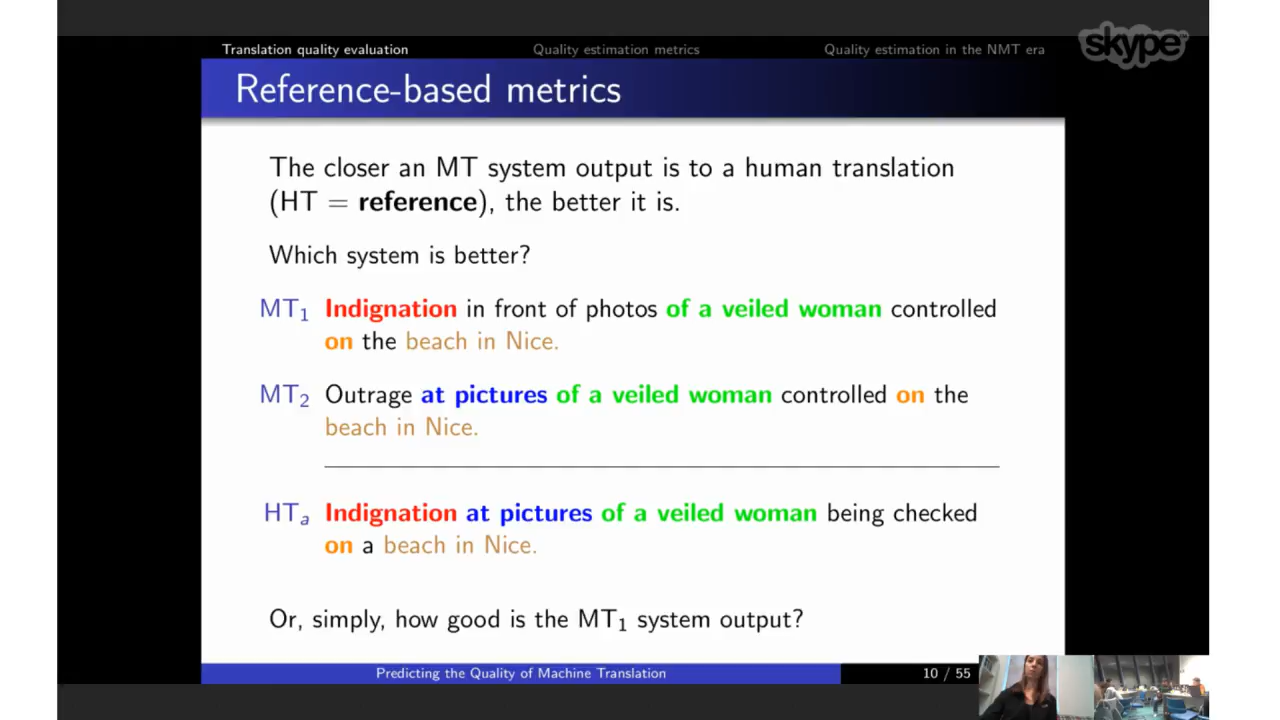 Translation quality evaluation Quality estimation metrics Quality estimation in the NMT era
skype
Reference-based metrics
The closer an MT system output is to a human translation
(HT = reference), the better it is.
Which system is better?
MT1 Indignation in front of photos of a veiled woman controlled
on the beach in Nice.
MT2 Outrage at pictures of a veiled woman controlled on the
beach in Nice.
HTa Indignation at pictures of a veiled woman being checked
on a beach in Nice.
Or, simply, how good is the MT1 system output?
Predicting the Quality of Machine Translation 10 / 55